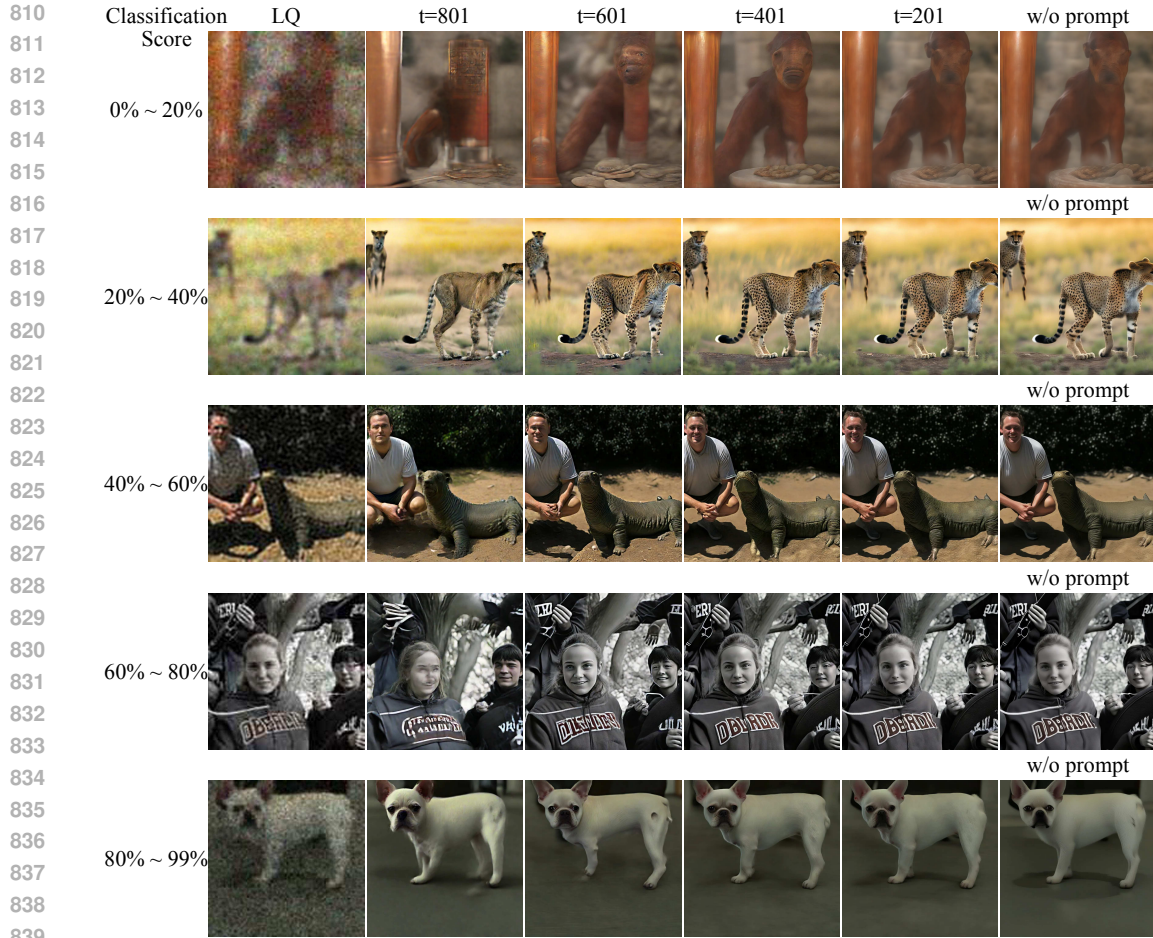 810 Classification LQ t=801 t=601 t=401 t=201 w/o prompt
811 Score
812
813 0% ~ 20%
814
815
816 w/o prompt
817
818
819 20% ~ 40%
820
821
822 w/o prompt
823
824
825 40% ~ 60%
826
827
828 w/o prompt
829
830
831 60% ~ 80%
832
833
834 w/o prompt
835
836
837 80% ~ 99%
838
839